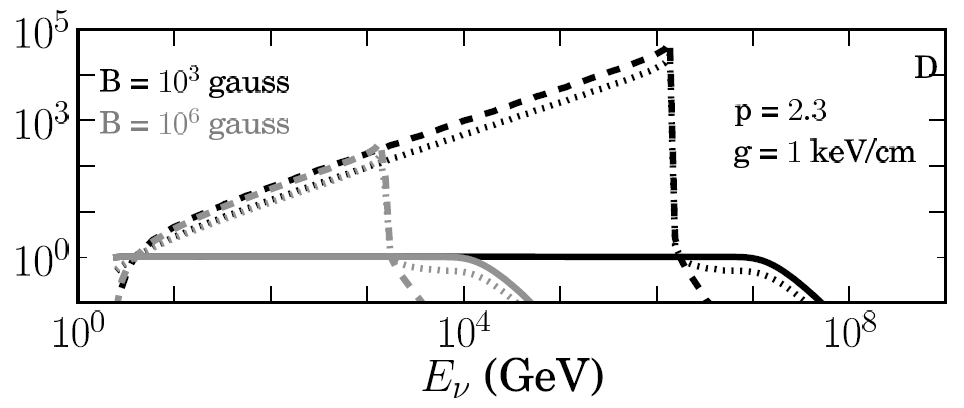 10^5
D
B = 10^3 gauss
p = 2.3
10^3
B = 10^6 gauss
g = 1 keV/cm
10^0
10^0 10^4 10^8
E_ν (GeV)